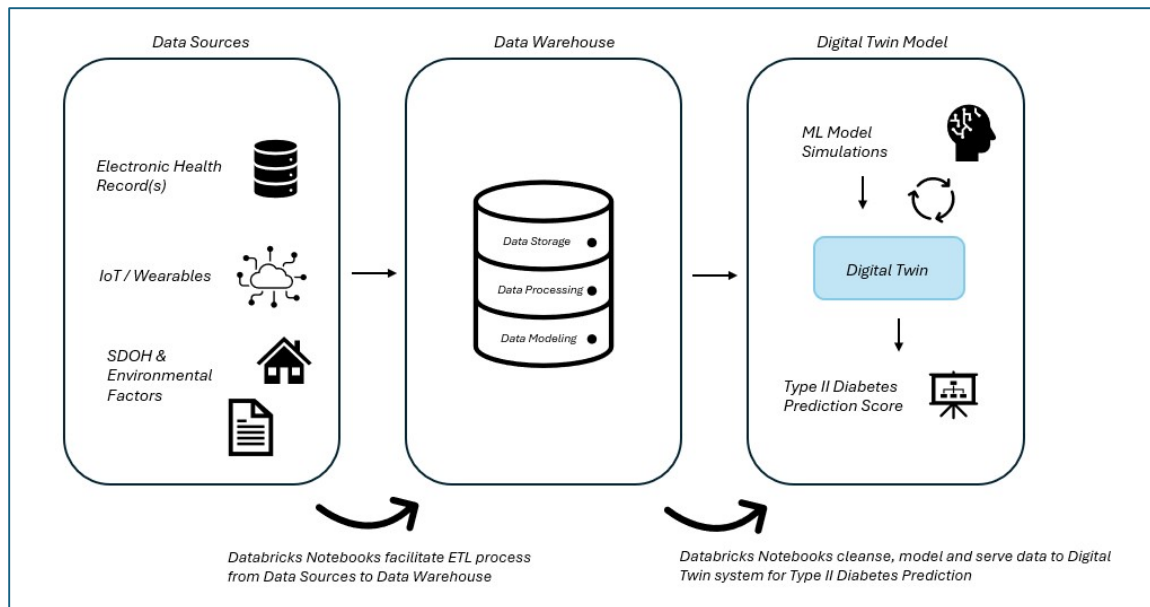 Data Sources
Data Warehouse
Digital Twin Model
Electronic Health
Record(s)
IoT / Wearables
SDOH &
Environmental
Factors
Data Storage
Data Processing
Data Modeling
ML Model
Simulations
Digital Twin
Type II Diabetes
Prediction Score
Databricks Notebooks facilitate ETL process
from Data Sources to Data Warehouse
Databricks Notebooks cleanse, model and serve data to Digital
Twin system for Type II Diabetes Prediction